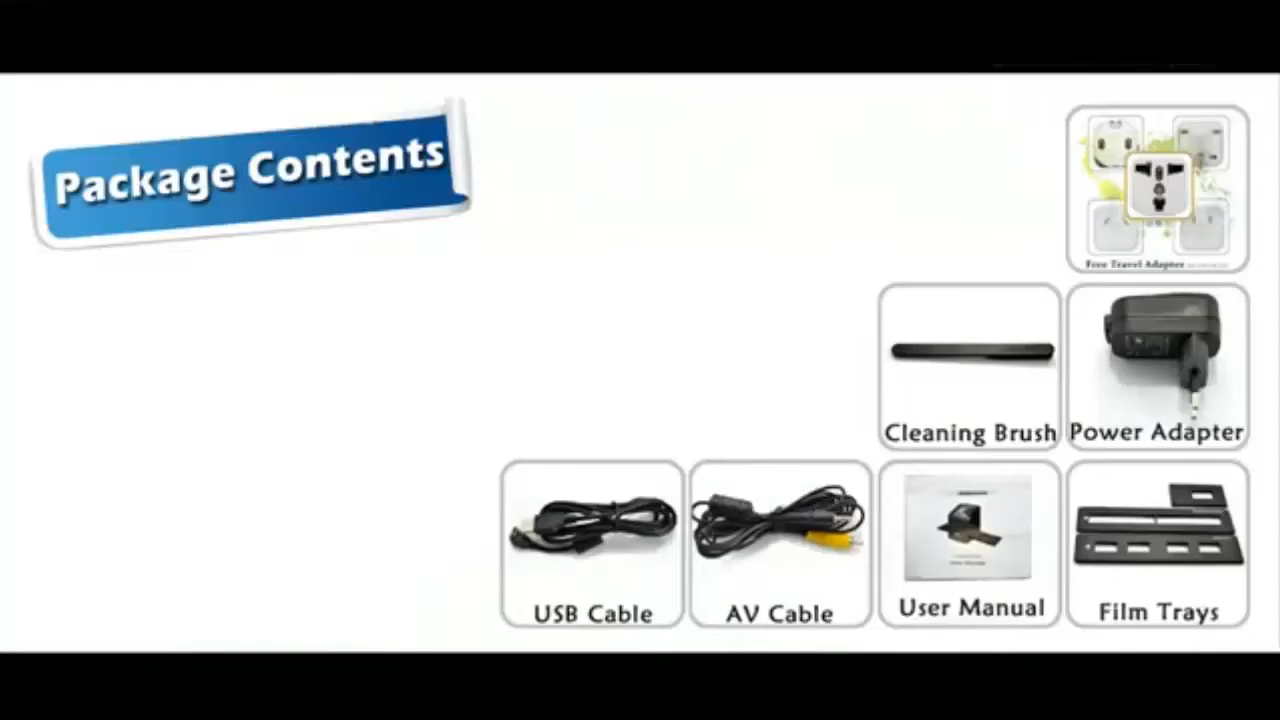 Package Contents
Free Travel Adapter
Cleaning Brush
Power Adapter
USB Cable
AV Cable
User Manual
Film Trays